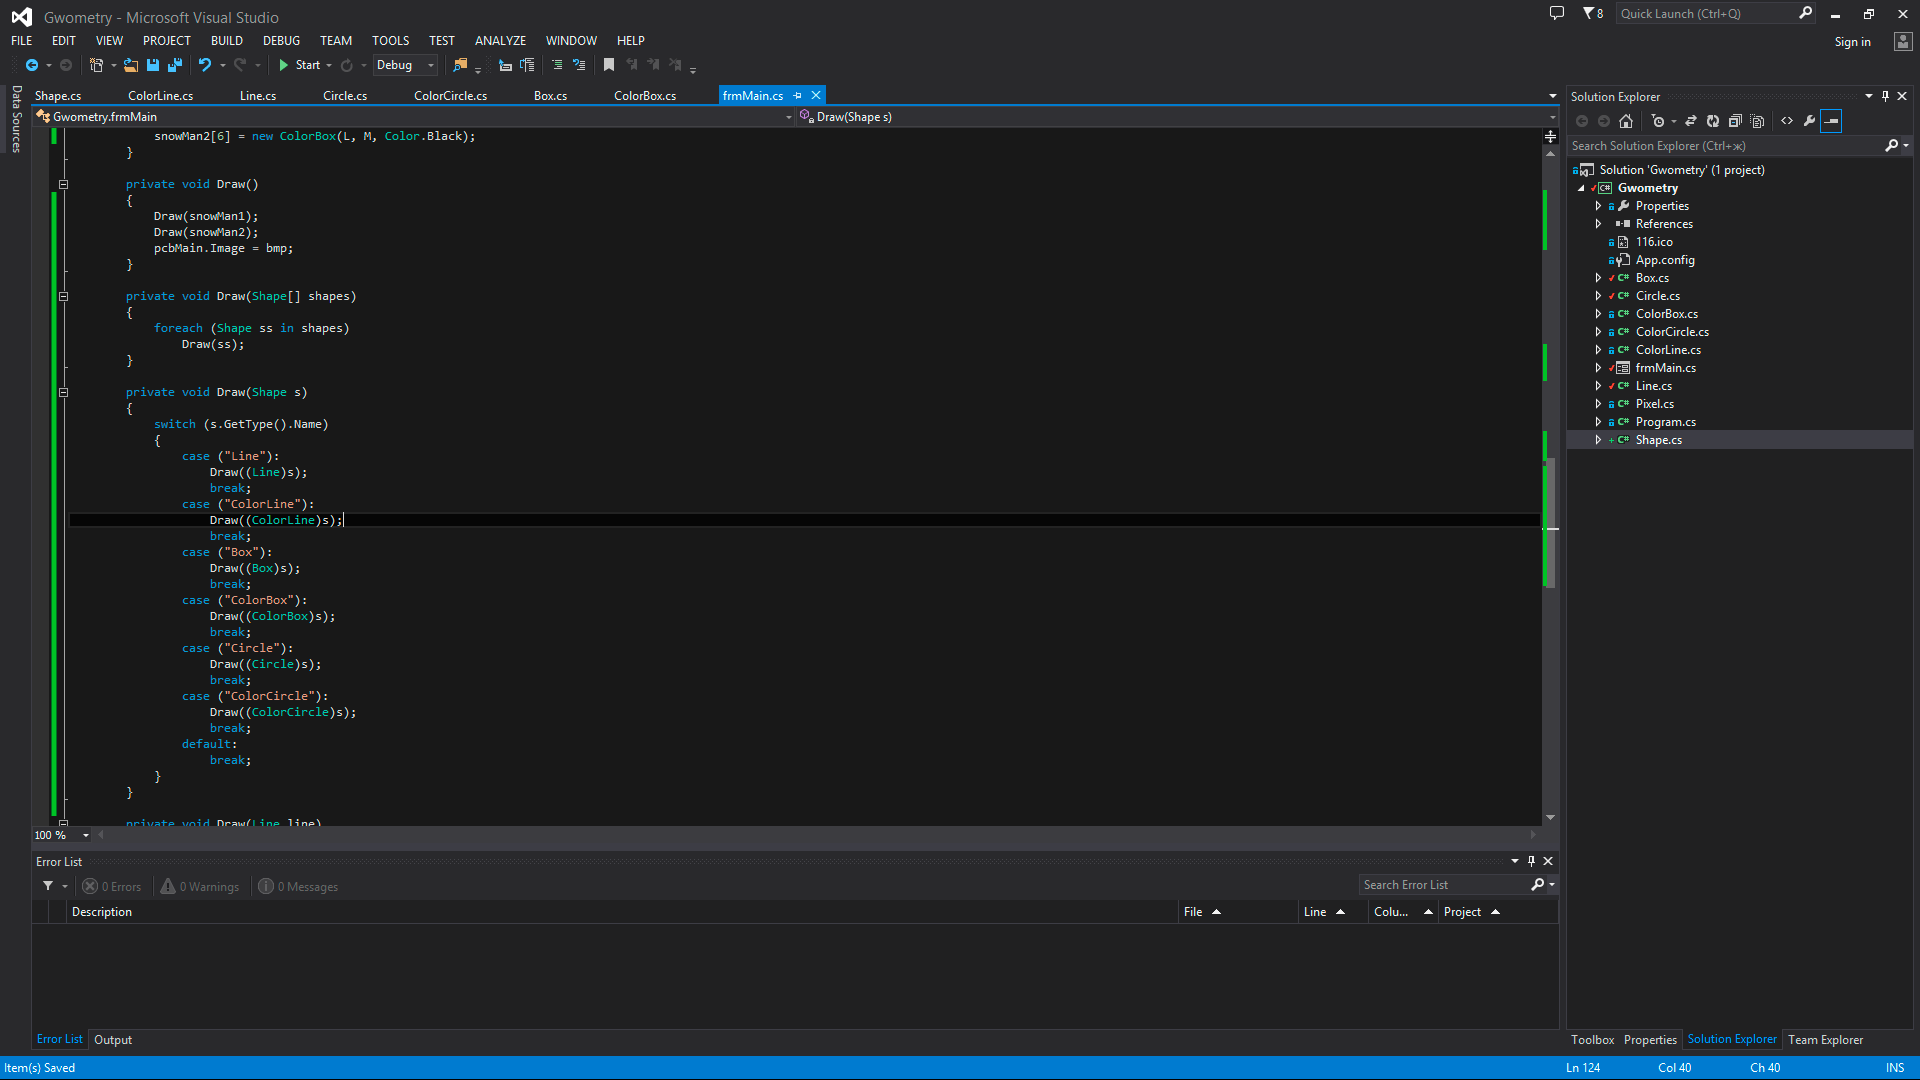 Gwometry - Microsoft Visual Studio
8
Quick Launch (Ctrl+Q)
FILE EDIT VIEW PROJECT BUILD DEBUG TEAM TOOLS TEST ANALYZE WINDOW HELP
Sign in
Start Debug
Data Sources
Shape.cs ColorLine.cs Line.cs Circle.cs ColorCircle.cs Box.cs ColorBox.cs frmMain.cs
Gwometry.frmMain Draw(Shape s)
snowMan2[6] = new ColorBox(L, M, Color.Black);
}
private void Draw()
{
Draw(snowMan1);
Draw(snowMan2);
pcbMain.Image = bmp;
}
private void Draw(Shape[] shapes)
{
foreach (Shape ss in shapes)
Draw(ss);
}
private void Draw(Shape s)
{
switch (s.GetType().Name)
{
case ("Line"):
Draw((Line)s);
break;
case ("ColorLine"):
Draw((ColorLine)s);
break;
case ("Box"):
Draw((Box)s);
break;
case ("ColorBox"):
Draw((ColorBox)s);
break;
case ("Circle"):
Draw((Circle)s);
break;
case ("ColorCircle"):
Draw((ColorCircle)s);
break;
default:
break;
}
}
private void Draw(Line line)
100 %
Error List
0 Errors 0 Warnings 0 Messages
Search Error List
Description File Line Colu... Project
Error List Output
Solution Explorer
Search Solution Explorer (Ctrl+ж)
Solution 'Gwometry' (1 project)
C# Gwometry
Properties
References
116.ico
App.config
C# Box.cs
C# Circle.cs
C# ColorBox.cs
C# ColorCircle.cs
C# ColorLine.cs
frmMain.cs
C# Line.cs
C# Pixel.cs
C# Program.cs
C# Shape.cs
Toolbox Properties Solution Explorer Team Explorer
Item(s) Saved
Ln 124 Col 40 Ch 40 INS